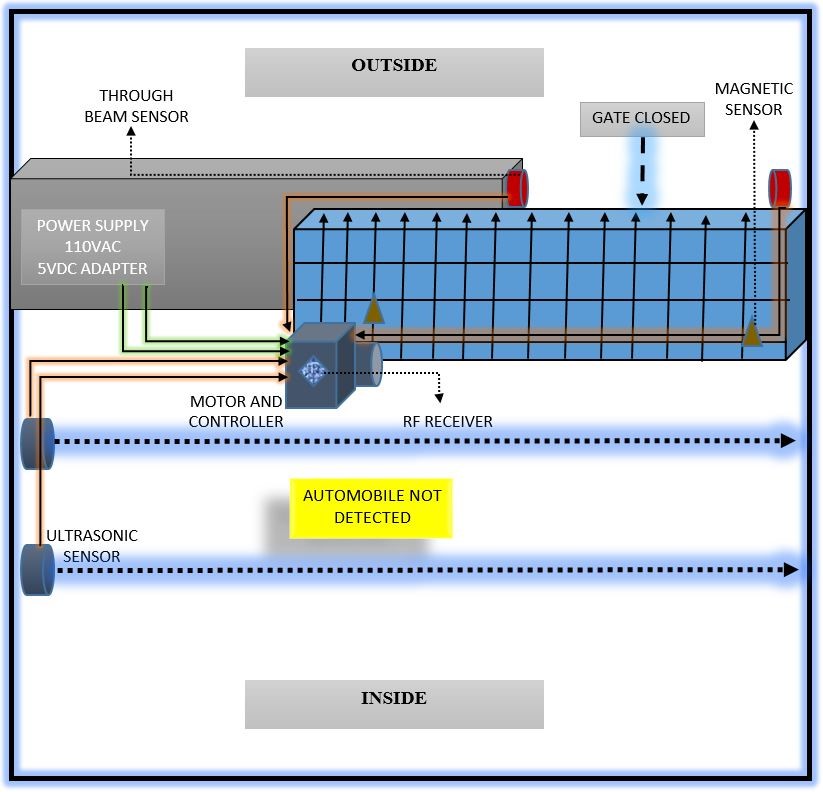 OUTSIDE
THROUGH
BEAM SENSOR
MAGNETIC
SENSOR
GATE CLOSED
POWER SUPPLY
110VAC
5VDC ADAPTER
MOTOR AND
CONTROLLER
RF RECEIVER
AUTOMOBILE NOT
DETECTED
ULTRASONIC
SENSOR
INSIDE